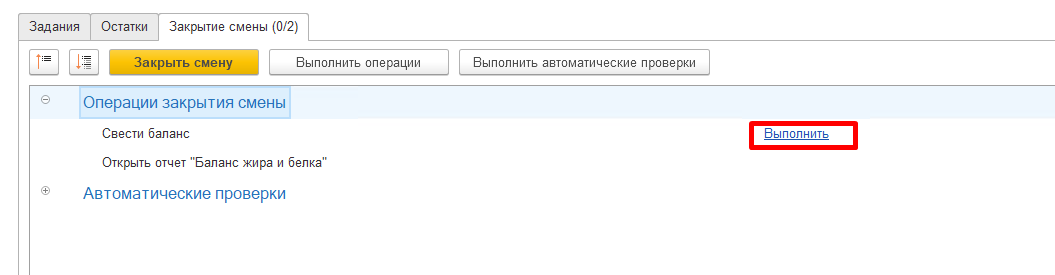 Задания Остатки Закрытие смены (0/2)
Закрыть смену Выполнить операции Выполнить автоматические проверки
Операции закрытия смены
Свести баланс Выполнить
Открыть отчет "Баланс жира и белка"
Автоматические проверки